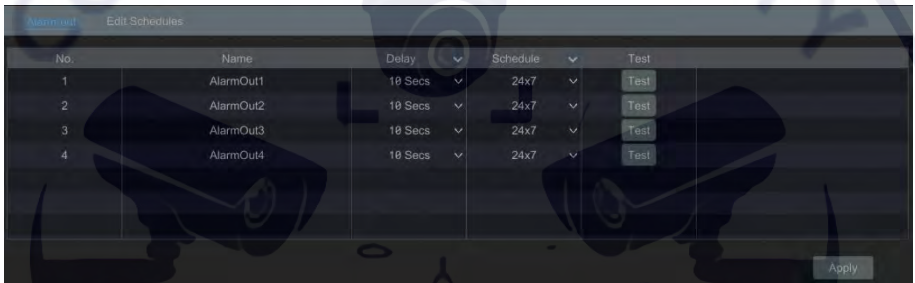 Alarm-out Edit Schedules
No. Name Delay Schedule Test
1 AlarmOut1 10 Secs 24x7 Test
2 AlarmOut2 10 Secs 24x7 Test
3 AlarmOut3 10 Secs 24x7 Test
4 AlarmOut4 10 Secs 24x7 Test
Apply